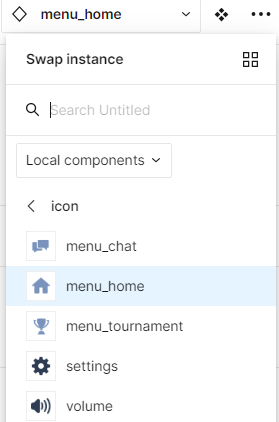 menu_home
Swap instance
Search Untitled
Local components
icon
menu_chat
menu_home
menu_tournament
settings
volume